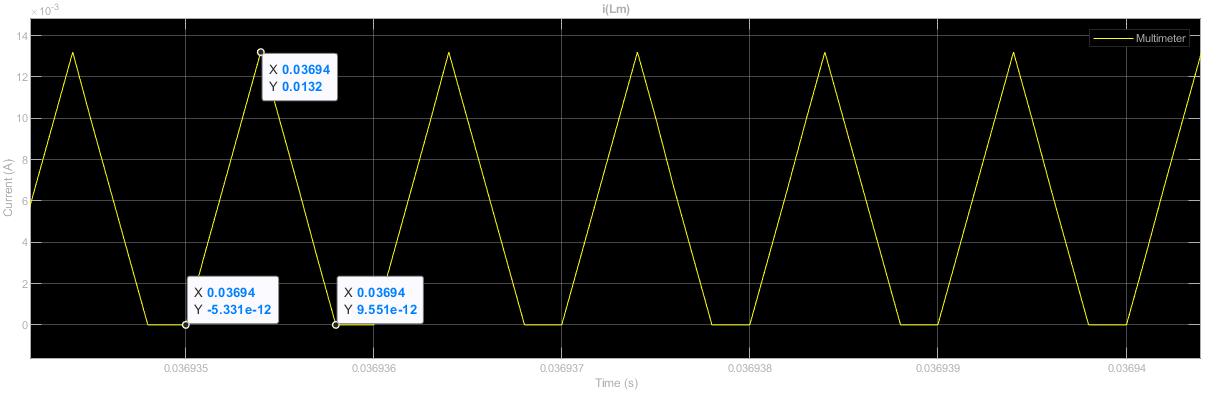 ×10⁻³
i(Lm)
14
Multimeter
X 0.03694
Y 0.0132
12
10
8
Current (A)
6
4
2
X 0.03694
Y -5.331e-12
X 0.03694
Y 9.551e-12
0
0.036935
0.036936
0.036937
0.036938
0.036939
0.03694
Time (s)